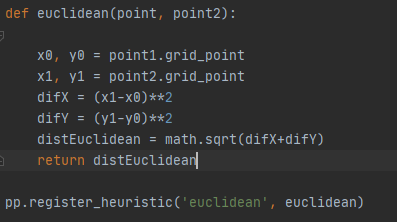 def euclidean(point, point2):
x0, y0 = point1.grid_point
x1, y1 = point2.grid_point
difX = (x1-x0)**2
difY = (y1-y0)**2
distEuclidean = math.sqrt(difX+difY)
return distEuclidean
pp.register_heuristic('euclidean', euclidean)